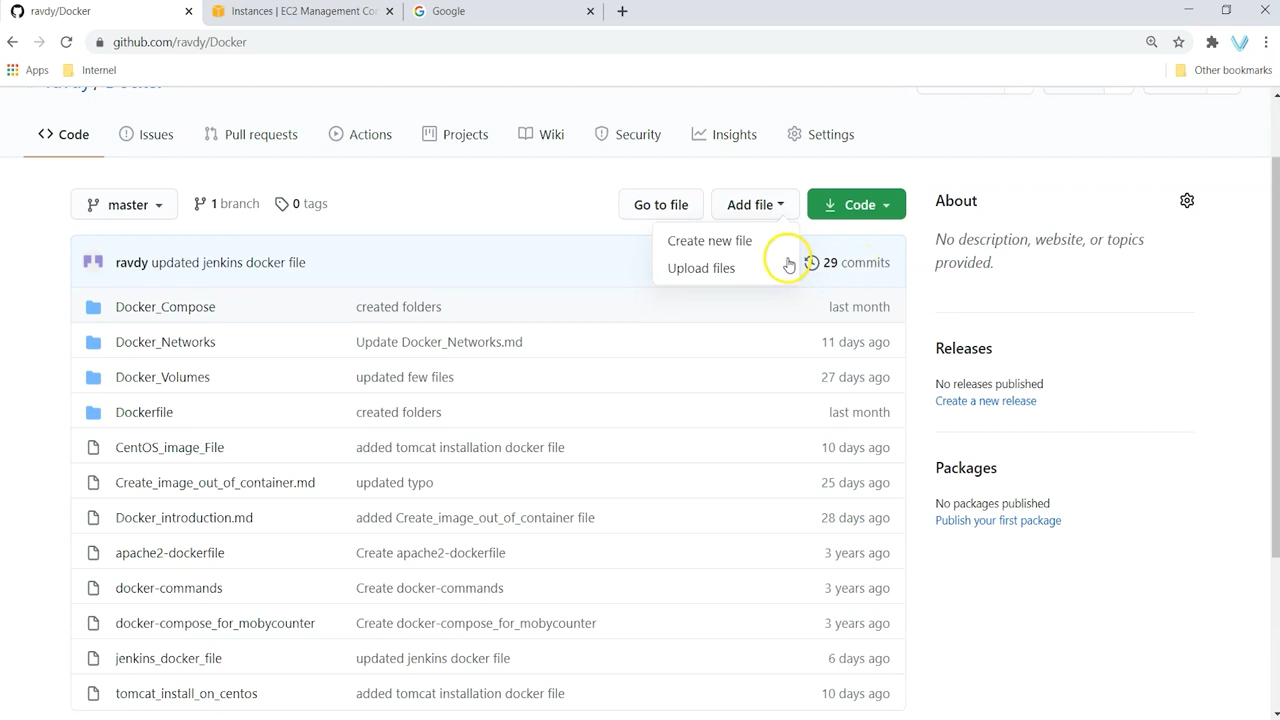 ravdy/Docker
Instances | EC2 Management Co
Google
github.com/ravdy/Docker
Apps
Internet
Other bookmarks
ravdy / Docker
Code
Issues
Pull requests
Actions
Projects
Wiki
Security
Insights
Settings
master
1 branch
0 tags
Go to file
Add file
Code
Create new file
Upload files
ravdy updated jenkins docker file
29 commits
Docker_Compose created folders last month
Docker_Networks Update Docker_Networks.md 11 days ago
Docker_Volumes updated few files 27 days ago
Dockerfile created folders last month
CentOS_image_File added tomcat installation docker file 10 days ago
Create_image_out_of_container.md updated typo 25 days ago
Docker_introduction.md added Create_image_out_of_container file 28 days ago
apache2-dockerfile Create apache2-dockerfile 3 years ago
docker-commands Create docker-commands 3 years ago
docker-compose_for_mobycounter Create docker-compose_for_mobycounter 3 years ago
jenkins_docker_file updated jenkins docker file 6 days ago
tomcat_install_on_centos added tomcat installation docker file 10 days ago
About
No description, website, or topics
provided.
Releases
No releases published
Create a new release
Packages
No packages published
Publish your first package